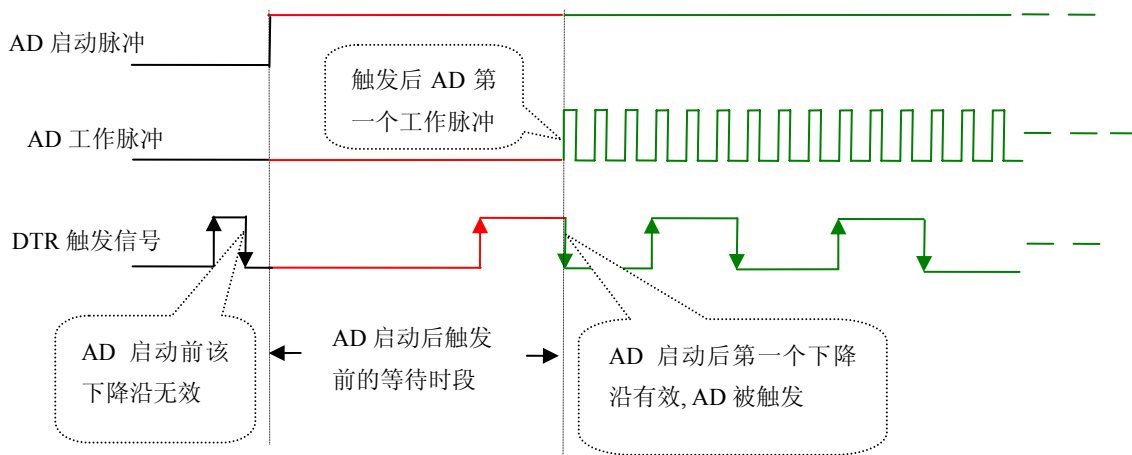 AD 启动脉冲
触发后 AD 第
一个工作脉冲
AD 工作脉冲
DTR 触发信号
AD 启动前该
下降沿无效
AD 启动后触发
前的等待时段
AD 启动后第一个下降
沿有效, AD 被触发